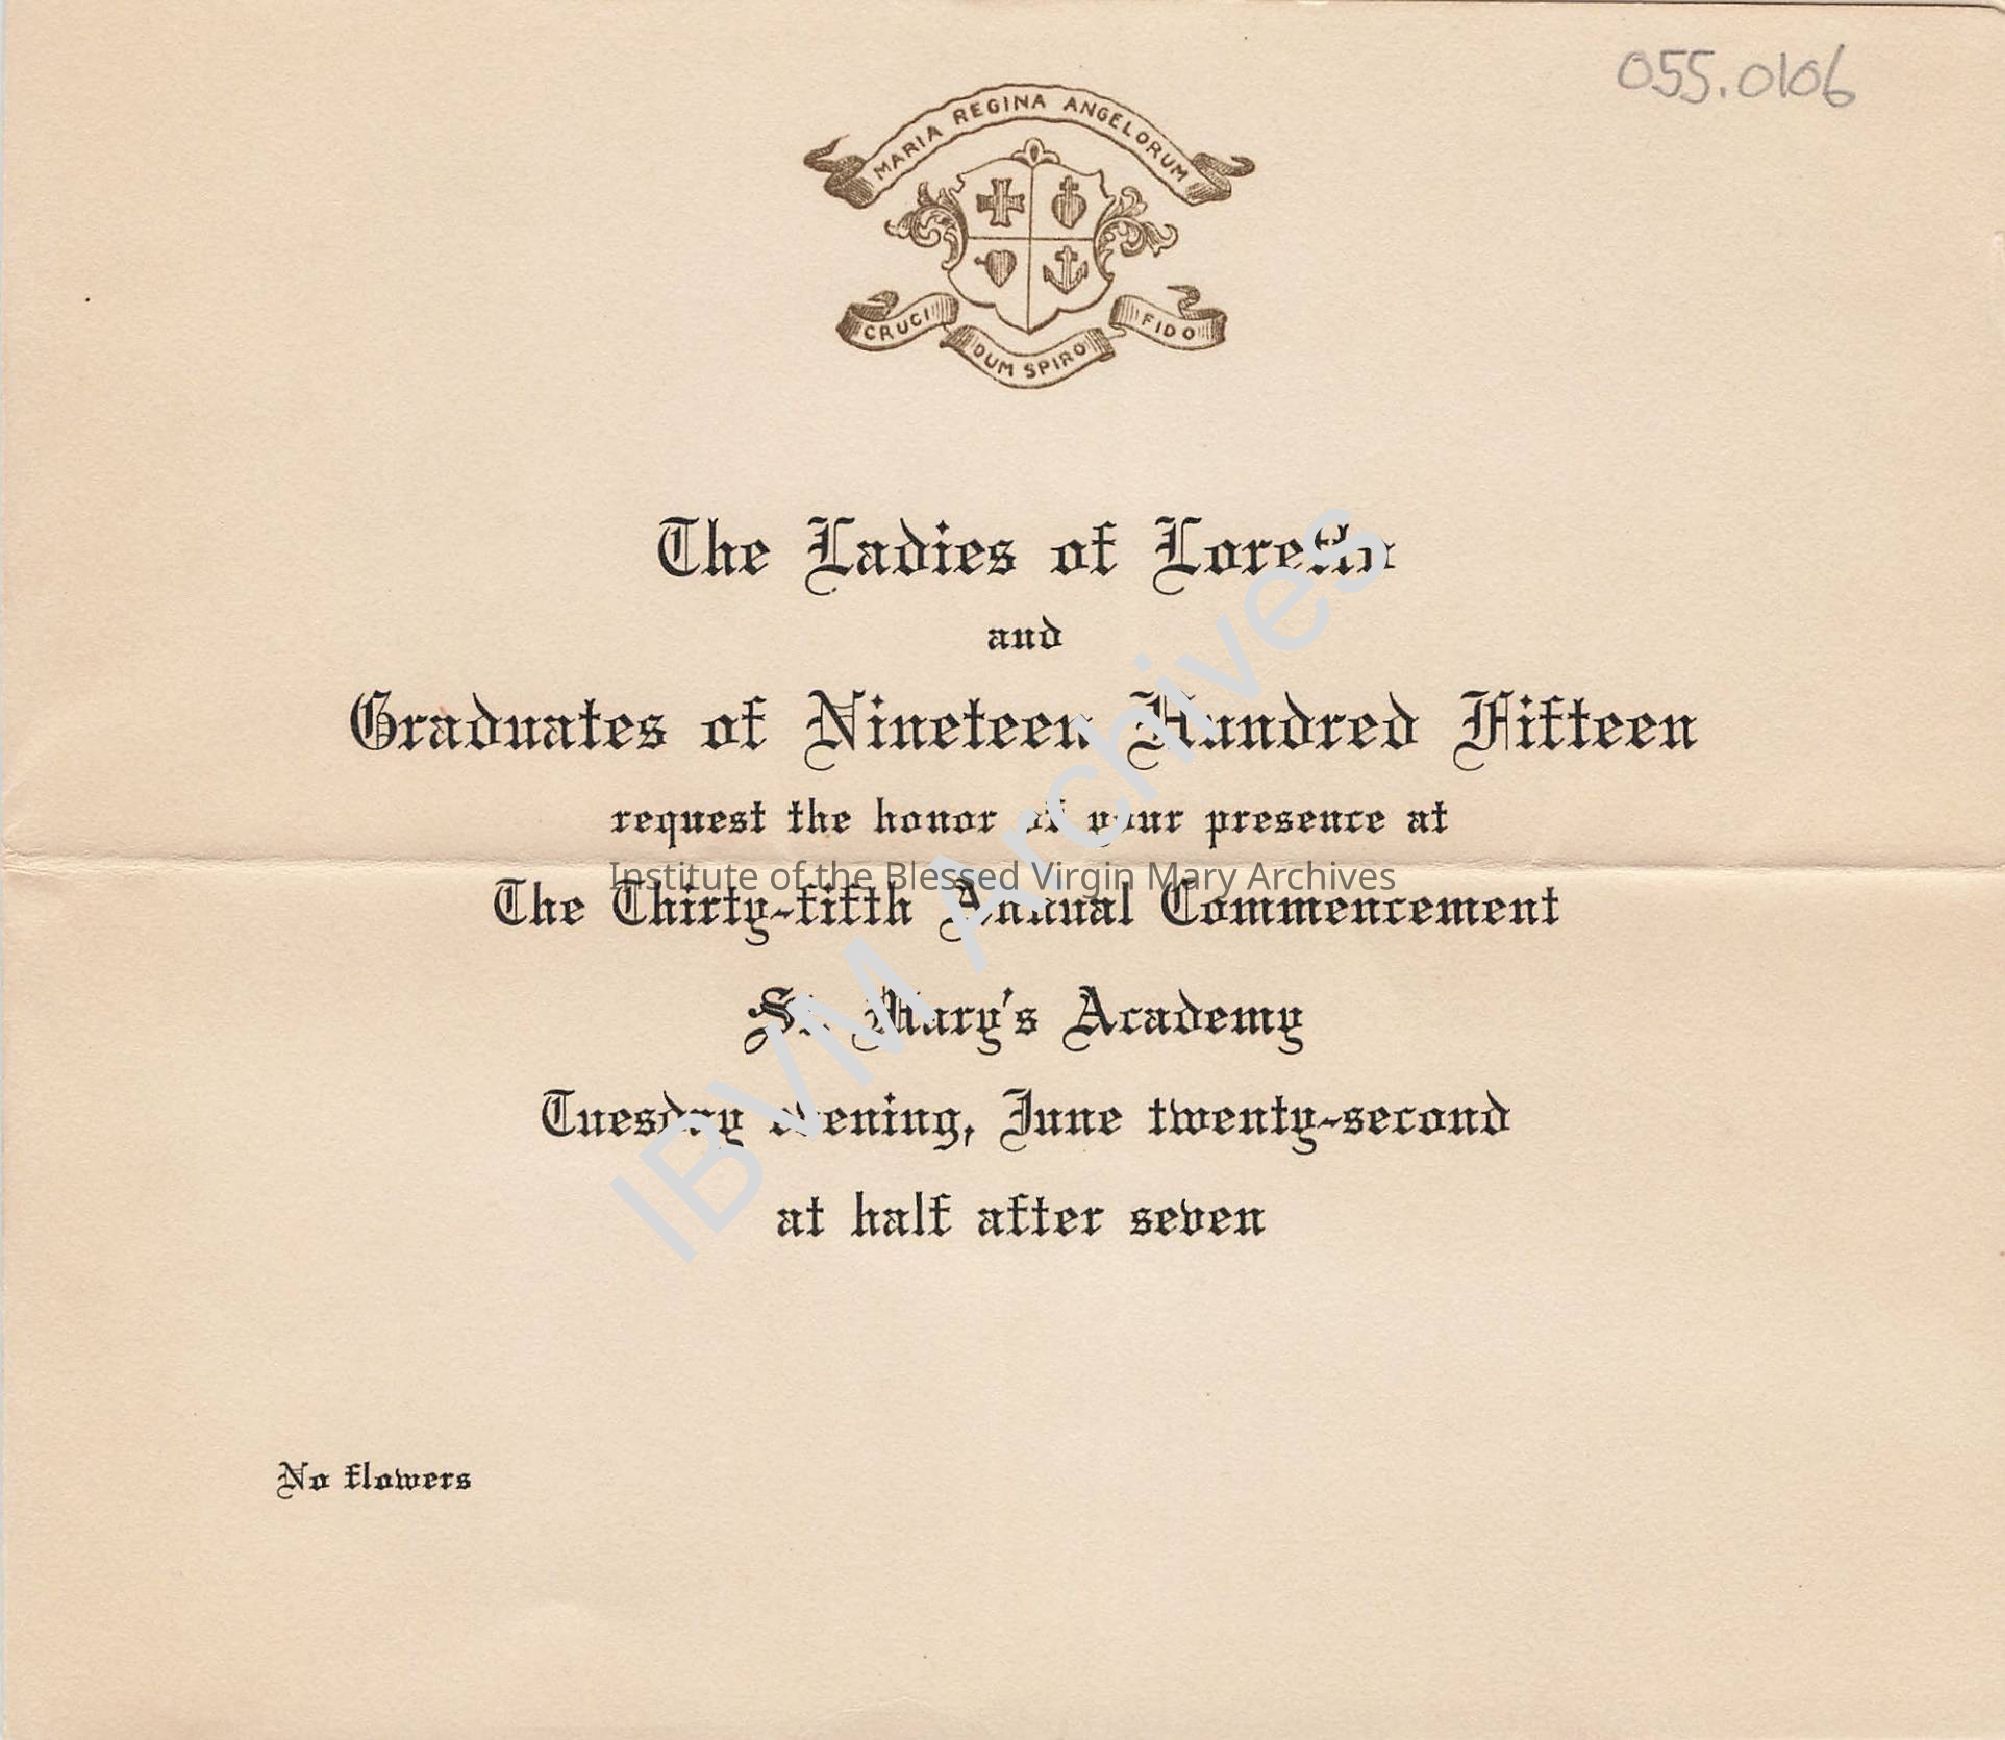 055.0106
MARIA REGINA ANGELORUM
CRUCI DUM SPIRO FIDO
The Ladies of Loretto
and
Graduates of Nineteen Hundred Fifteen
request the honor of your presence at
Institute of the Blessed Virgin Mary Archives
The Thirty-fifth Annual Commencement
St. Mary's Academy
Tuesday evening, June twenty-second
at half after seven
No flowers
IBVM Archives